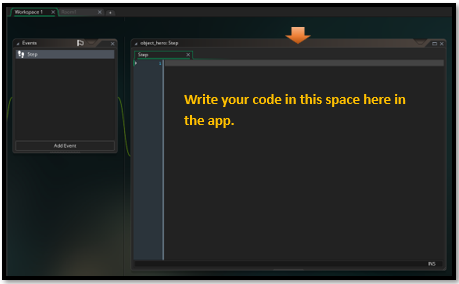 Workspace 1
Events
object_hero: Step
Step
Step
1
Write your code in this space here in
the app.
Add Event
INS